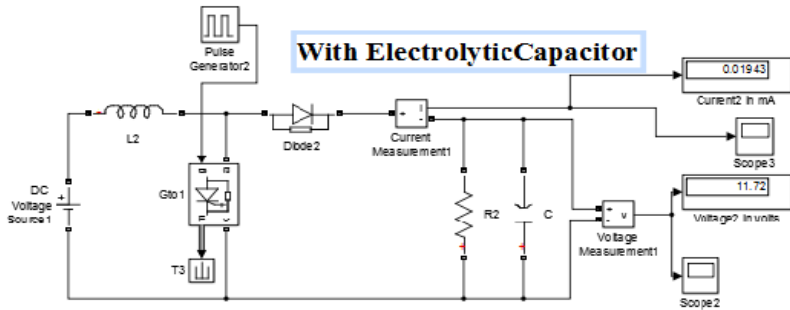 Pulse
Generator2
With ElectrolyticCapacitor
0.01943
Current2 in mA
L2
Diode2
+
i
-
Current
Measurement1
Scope3
DC
Voltage
Source1
+
Gto1
R2
C
+
-
v
Voltage
Measurement1
11.72
Voltage2 in volts
T3
Scope2